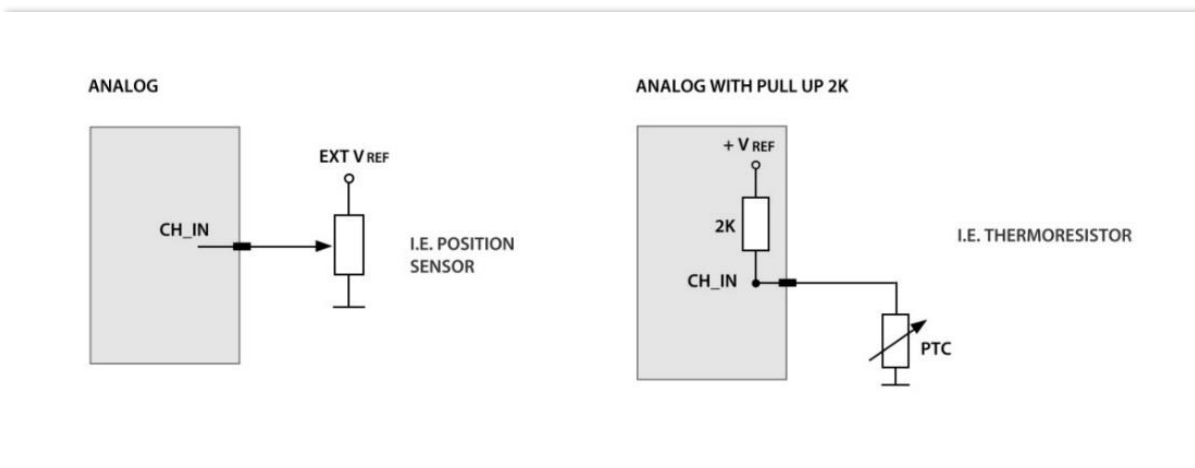 ANALOG
EXT V REF
CH_IN
I.E. POSITION
SENSOR
ANALOG WITH PULL UP 2K
+ V REF
2K
CH_IN
I.E. THERMORESISTOR
PTC